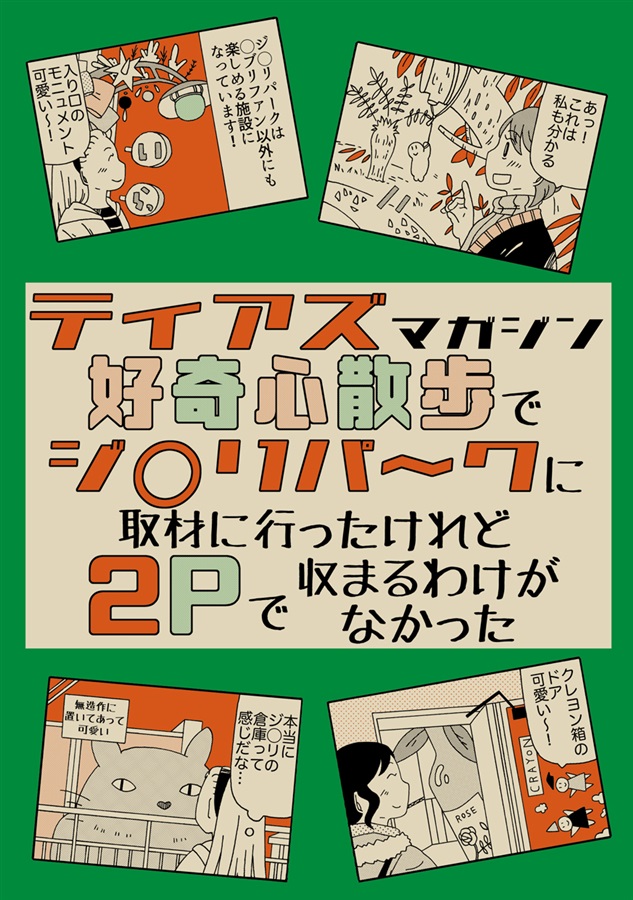 ジ〇リパークは
〇ブリファン以外にも
楽しめる施設に
なっています!
入り口の
モニュメント
可愛い〜!
あっ!
これは
私も分かる
ティアズマガジン
好奇心散歩で
ジ〇リパ〜クに
取材に行ったけれど
2Pで収まるわけが
なかった
本当に
ジ〇リの
倉庫って
感じだな…
無造作に
置いてあって
可愛い
クレヨン箱の
ドア
可愛い〜!
CRAYON
ROSE